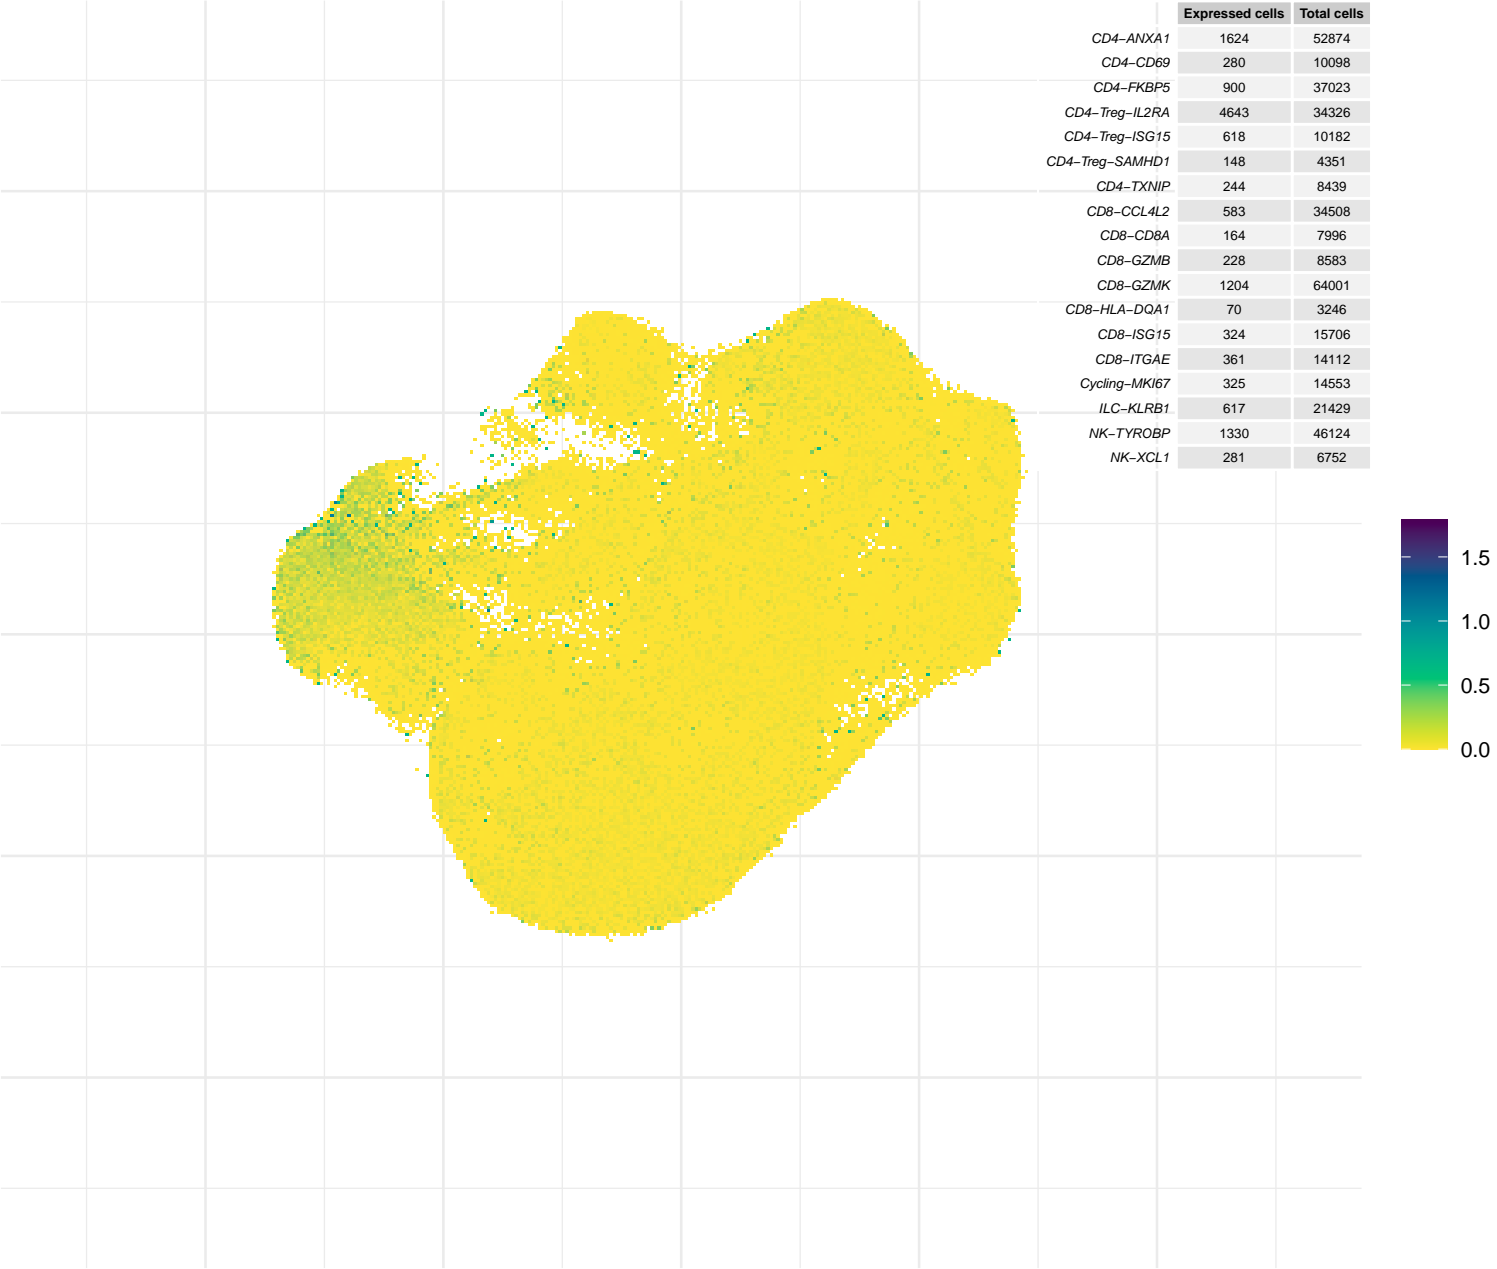 Expressed cells Total cells
CD4−ANXA1 1624 52874
CD4−CD69 280 10098
CD4−FKBP5 900 37023
CD4−Treg−IL2RA 4643 34326
CD4−Treg−ISG15 618 10182
CD4−Treg−SAMHD1 148 4351
CD4−TXNIP 244 8439
CD8−CCL4L2 583 34508
CD8−CD8A 164 7996
CD8−GZMB 228 8583
CD8−GZMK 1204 64001
CD8−HLA−DQA1 70 3246
CD8−ISG15 324 15706
CD8−ITGAE 361 14112
Cycling−MKI67 325 14553
ILC−KLRB1 617 21429
NK−TYROBP 1330 46124
NK−XCL1 281 6752
1.5
1.0
0.5
0.0